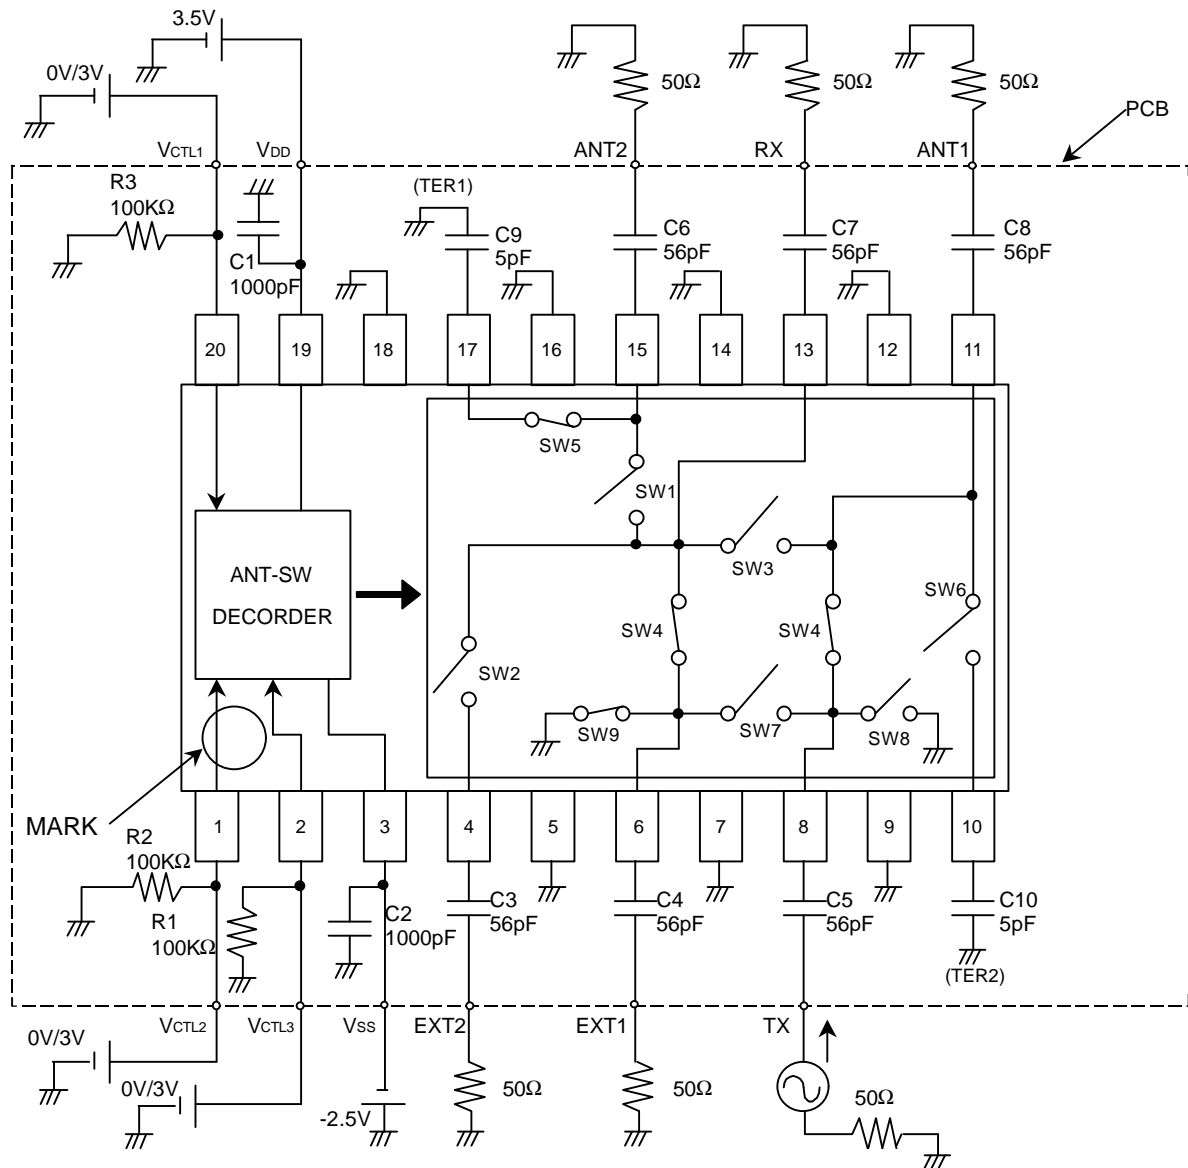 3.5V
0V/3V
50Ω
50Ω
50Ω
PCB
VCTL1
VDD
ANT2
RX
ANT1
R3
100KΩ
(TER1)
C1
1000pF
C9
5pF
C6
56pF
C7
56pF
C8
56pF
20
19
18
17
16
15
14
13
12
11
SW5
SW1
SW3
ANT-SW
DECORDER
SW6
SW4
SW4
SW2
SW9
SW7
SW8
MARK
1
2
3
4
5
6
7
8
9
10
R2
100KΩ
R1
100KΩ
C2
1000pF
C3
56pF
C4
56pF
C5
56pF
C10
5pF
(TER2)
VCTL2
VCTL3
VSS
EXT2
EXT1
TX
0V/3V
0V/3V
-2.5V
50Ω
50Ω
50Ω